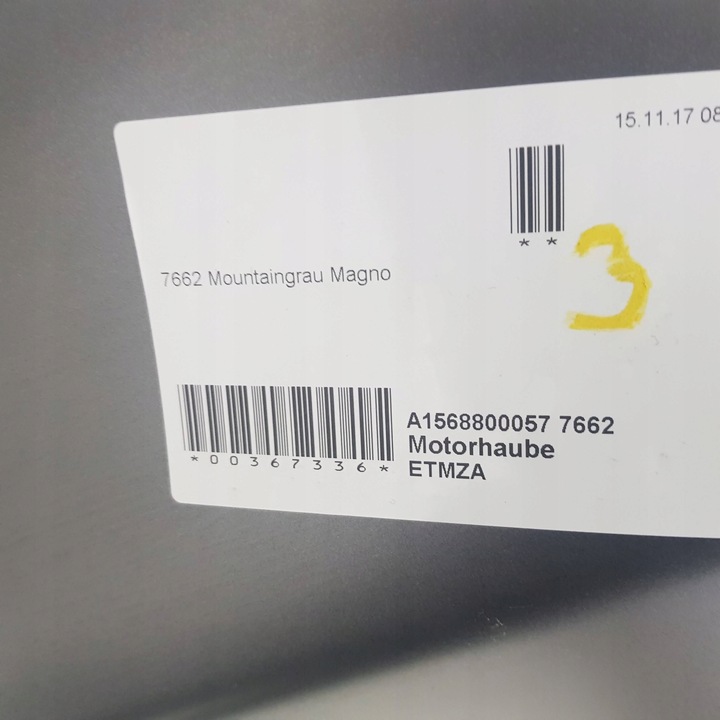 15.11.17 08
* *
3
7662 Mountaingrau Magno
*00367336*
A1568800057 7662
Motorhaube
ETMZA